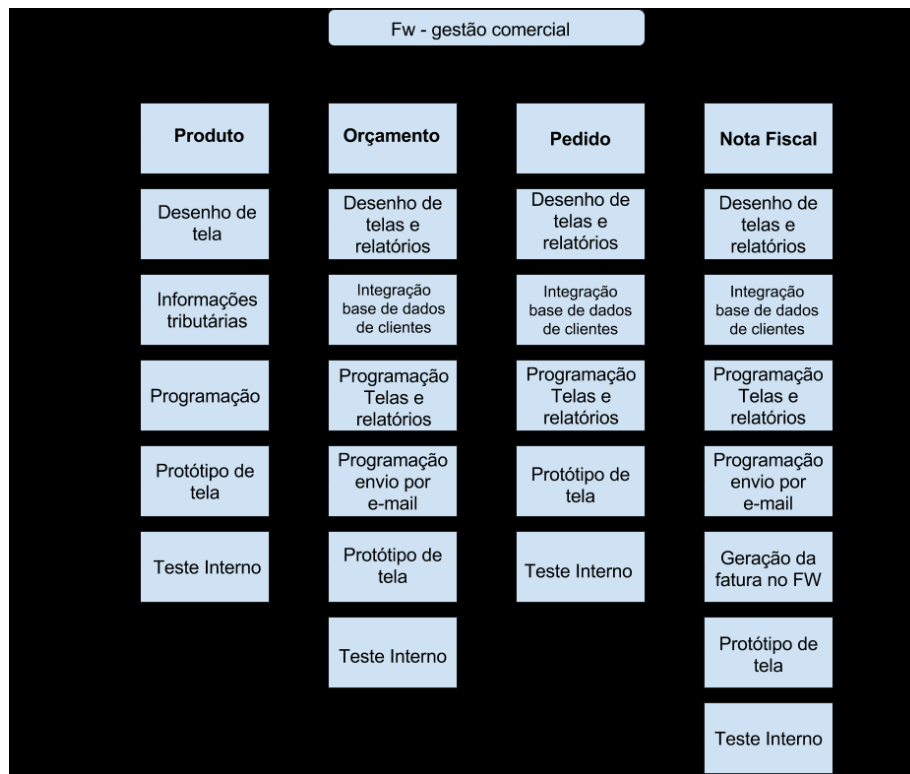 Fw - gestão comercial
Produto
Desenho de
tela
Informações
tributárias
Programação
Protótipo de
tela
Teste Interno
Orçamento
Desenho de
telas e
relatórios
Integração
base de dados
de clientes
Programação
Telas e
relatórios
Programação
envio por
e-mail
Protótipo de
tela
Teste Interno
Pedido
Desenho de
telas e
relatórios
Integração
base de dados
de clientes
Programação
Telas e
relatórios
Protótipo de
tela
Teste Interno
Nota Fiscal
Desenho de
telas e
relatórios
Integração
base de dados
de clientes
Programação
Telas e
relatórios
Programação
envio por
e-mail
Geração da
fatura no FW
Protótipo de
tela
Teste Interno